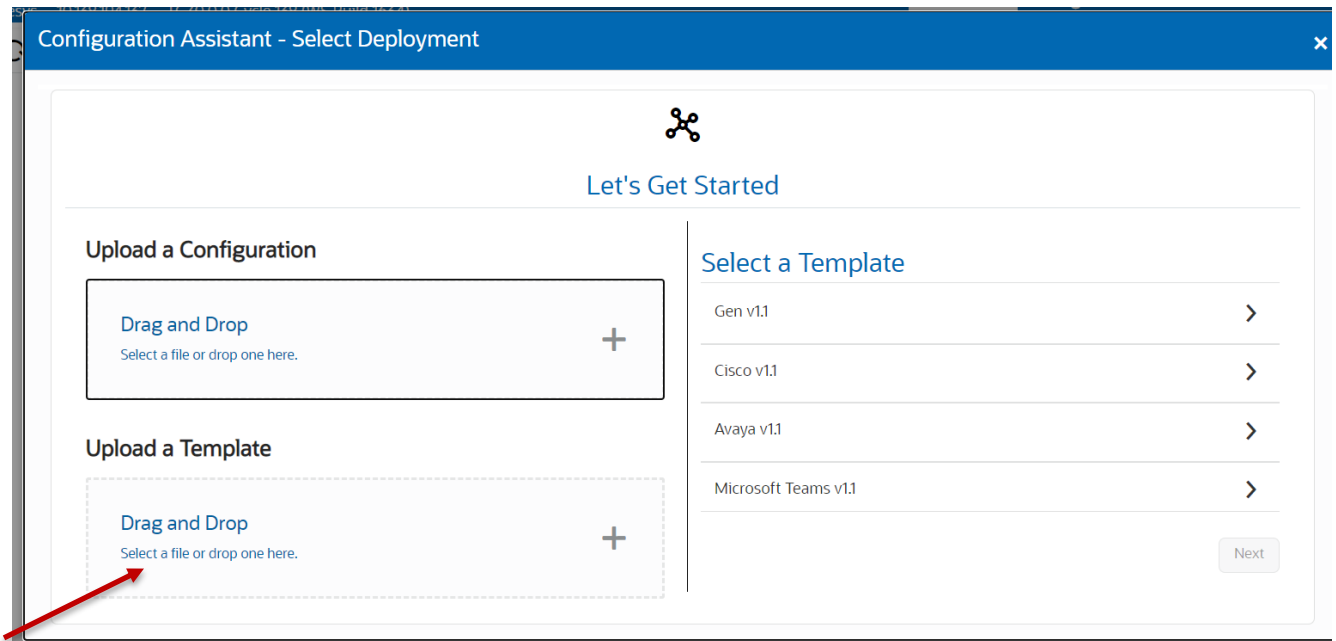 Configuration Assistant - Select Deployment
Let's Get Started
Upload a Configuration
Drag and Drop
Select a file or drop one here.
Upload a Template
Drag and Drop
Select a file or drop one here.
Select a Template
Gen v1.1
Cisco v1.1
Avaya v1.1
Microsoft Teams v1.1
Next